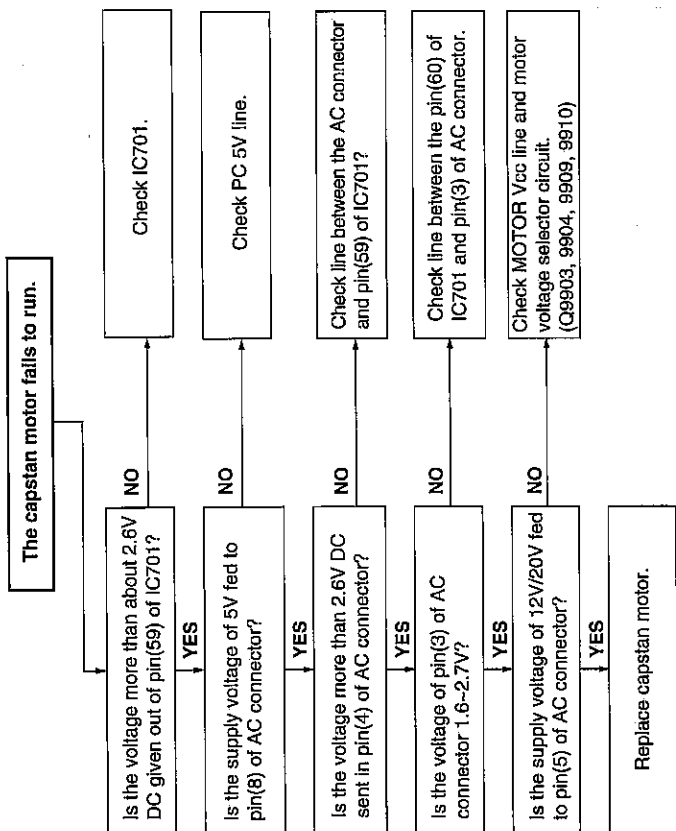 The capstan motor fails to run.
Is the voltage more than about 2.6V
DC given out of pin(59) of IC701?
NO
Check IC701.
YES
Is the supply voltage of 5V fed to
pin(8) of AC connector?
NO
Check PC 5V line.
YES
Is the voltage more than 2.6V DC
sent in pin(4) of AC connector?
NO
Check line between the AC connector
and pin(59) of IC701?
YES
Is the voltage of pin(3) of AC
connector 1.6~2.7V?
NO
Check line between the pin(60) of
IC701 and pin(3) of AC connector.
YES
Is the supply voltage of 12V/20V fed
to pin(5) of AC connector?
NO
Check MOTOR Vcc line and motor
voltage selector circuit.
(Q9903, 9904, 9909, 9910)
YES
Replace capstan motor.